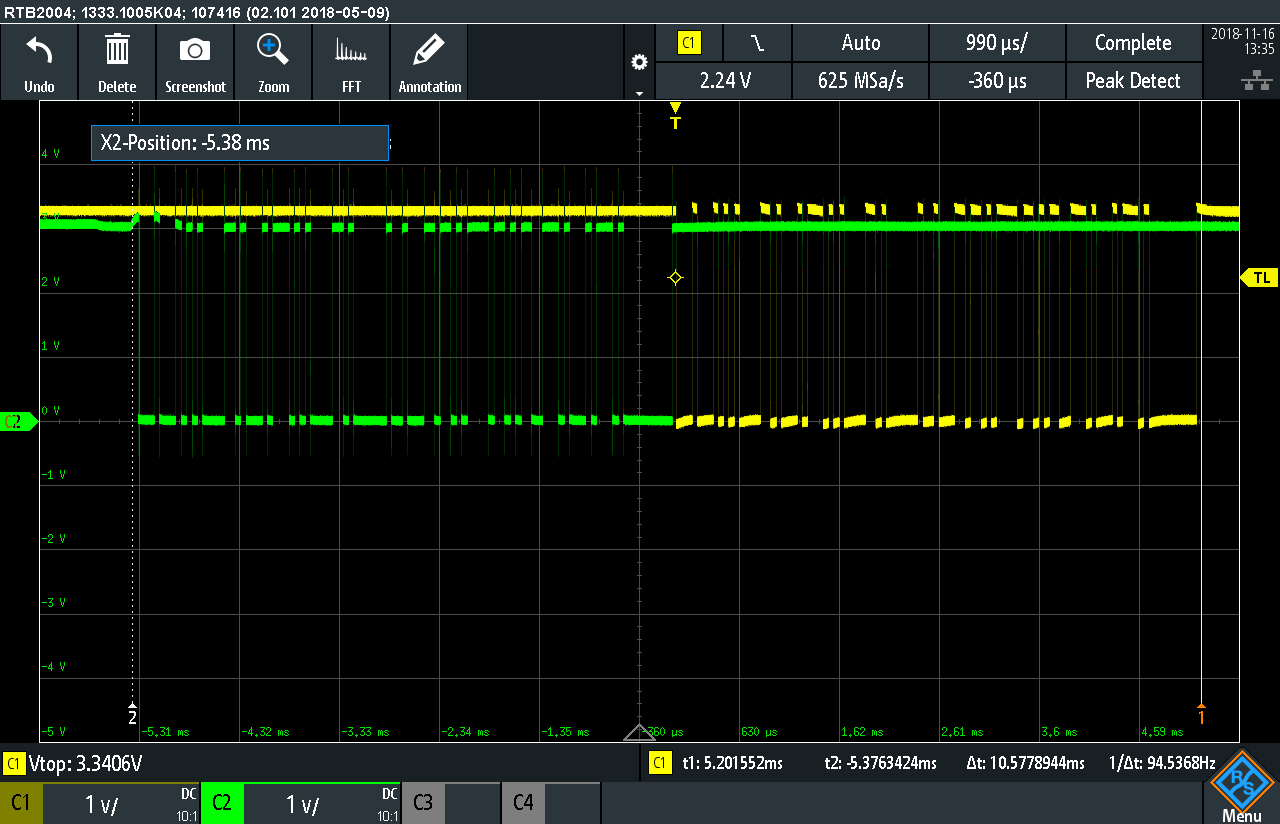 RTB2004; 1333.1005K04; 107416 (02.101 2018-05-09)
Undo
Delete
Screenshot
Zoom
FFT
Annotation
C1
Auto
990 µs/
Complete
2018-11-16
13:35
2.24 V
625 MSa/s
-360 µs
Peak Detect
T
X2-Position: -5.38 ms
4 V
2 V
TL
1 V
0 V
C2
-1 V
-2 V
-3 V
-4 V
2
1
-5 V
-5,31 ms
-4,32 ms
-3,33 ms
-2,34 ms
-1,35 ms
-360 µs
630 µs
1,62 ms
2,61 ms
3,6 ms
4,59 ms
C1 Vtop: 3.3406V
C1 t1: 5.201552ms t2: -5.3763424ms Δt: 10.5778944ms 1/Δt: 94.5368Hz
C1 1 V/ DC 10:1
C2 1 V/ DC 10:1
C3
C4
R&S
Menu